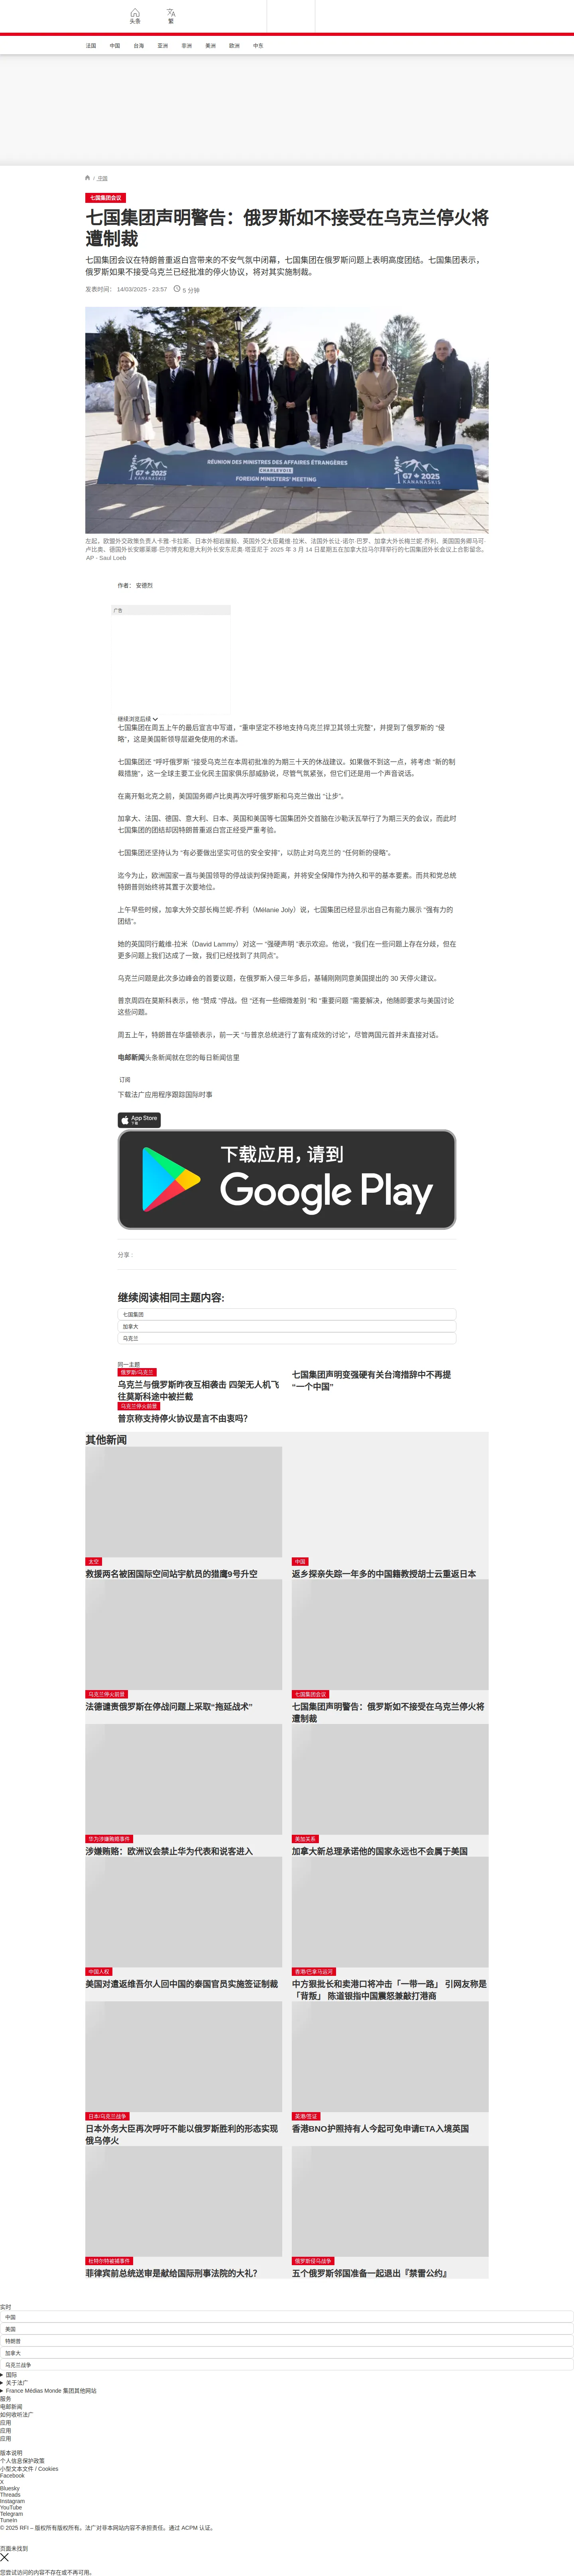 头条
繁
法国
中国
台海
亚洲
非洲
美洲
欧洲
中东
/ 中国
七国集团会议
七国集团声明警告：俄罗斯如不接受在乌克兰停火将
遭制裁
七国集团会议在特朗普重返白宫带来的不安气氛中闭幕，七国集团在俄罗斯问题上表明高度团结。七国集团表示，
俄罗斯如果不接受乌克兰已经批准的停火协议，将对其实施制裁。
发表时间： 14/03/2025 - 23:57
5 分钟
RÉUNION DES MINISTRES DES AFFAIRES ÉTRANGÈRES
CHARLEVOIX
FOREIGN MINISTERS' MEETING
G7 2025
KANANASKIS
G7 2025
KANANASKIS
左起，欧盟外交政策负责人卡雅·卡拉斯、日本外相岩屋毅、英国外交大臣戴维·拉米、法国外长让-诺尔·巴罗、加拿大外长梅兰妮·乔利、美国国务卿马可·
卢比奥、德国外长安娜莱娜·巴尔博克和意大利外长安东尼奥·塔亚尼于 2025 年 3 月 14 日星期五在加拿大拉马尔拜举行的七国集团外长会议上合影留念。
AP - Saul Loeb
作者： 安德烈
广告
继续浏览后续
七国集团在周五上午的最后宣言中写道，“重申坚定不移地支持乌克兰捍卫其领土完整”，并提到了俄罗斯的 “侵
略”，这是美国新领导层避免使用的术语。
七国集团还 “呼吁俄罗斯 ”接受乌克兰在本周初批准的为期三十天的休战建议。如果做不到这一点，将考虑 “新的制
裁措施”，这一全球主要工业化民主国家俱乐部威胁说，尽管气氛紧张，但它们还是用一个声音说话。
在离开魁北克之前，美国国务卿卢比奥再次呼吁俄罗斯和乌克兰做出 “让步”。
加拿大、法国、德国、意大利、日本、英国和美国等七国集团外交首脑在沙勒沃瓦举行了为期三天的会议，而此时
七国集团的团结却因特朗普重返白宫正经受严重考验。
七国集团还坚持认为 “有必要做出坚实可信的安全安排”，以防止对乌克兰的 “任何新的侵略”。
迄今为止，欧洲国家一直与美国领导的停战谈判保持距离，并将安全保障作为持久和平的基本要素。而共和党总统
特朗普则始终将其置于次要地位。
上午早些时候，加拿大外交部长梅兰妮-乔利（Mélanie Joly）说，七国集团已经显示出自己有能力展示 “强有力的
团结”。
她的英国同行戴维-拉米（David Lammy）对这一 “强硬声明 ”表示欢迎。他说，“我们在一些问题上存在分歧，但在
更多问题上我们达成了一致，我们已经找到了共同点”。
乌克兰问题是此次多边峰会的首要议题，在俄罗斯入侵三年多后，基辅刚刚同意美国提出的 30 天停火建议。
普京周四在莫斯科表示，他 “赞成 ”停战，但 “还有一些细微差别 ”和 “重要问题 ”需要解决，他随即要求与美国讨论
这些问题。
周五上午，特朗普在华盛顿表示，前一天 “与普京总统进行了富有成效的讨论”，尽管两国元首并未直接对话。
电邮新闻头条新闻就在您的每日新闻信里
订阅
下载法广应用程序跟踪国际时事
App Store
下载
下载应用，请到
Google Play
分享 :
继续阅读相同主题内容:
七国集团
加拿大
乌克兰
同一主题
俄罗斯/乌克兰
乌克兰与俄罗斯昨夜互相袭击 四架无人机飞
往莫斯科途中被拦截
七国集团声明变强硬有关台湾措辞中不再提
“一个中国”
乌克兰停火前景
普京称支持停火协议是言不由衷吗？
其他新闻
太空
救援两名被困国际空间站宇航员的猎鹰9号升空
中国
返乡探亲失踪一年多的中国籍教授胡士云重返日本
乌克兰停火前景
法德谴责俄罗斯在停战问题上采取“拖延战术”
七国集团会议
七国集团声明警告：俄罗斯如不接受在乌克兰停火将
遭制裁
华为涉嫌贿赂事件
涉嫌贿赂：欧洲议会禁止华为代表和说客进入
美加关系
加拿大新总理承诺他的国家永远也不会属于美国
中国人权
美国对遣返维吾尔人回中国的泰国官员实施签证制裁
香港/巴拿马运河
中方狠批长和卖港口将冲击「一带一路」 引网友称是
「背叛」 陈道银指中国震怒兼敲打港商
日本/乌克兰战争
日本外务大臣再次呼吁不能以俄罗斯胜利的形态实现
俄乌停火
英港/签证
香港BNO护照持有人今起可免申请ETA入境英国
杜特尔特被捕事件
菲律宾前总统送审是献给国际刑事法院的大礼？
俄罗斯侵乌战争
五个俄罗斯邻国准备一起退出『禁雷公约』
实时
中国
美国
特朗普
加拿大
乌克兰战争
国际
关于法广
France Médias Monde 集团其他网站
服务
电邮新闻
如何收听法广
应用
应用
应用
版本说明
个人信息保护政策
小型文本文件 / Cookies
Facebook
X
Bluesky
Threads
Instagram
YouTube
Telegram
TuneIn
© 2025 RFI – 版权所有版权所有。法广对非本网站内容不承担责任。通过 ACPM 认证。
页面未找到
您尝试访问的内容不存在或不再可用。